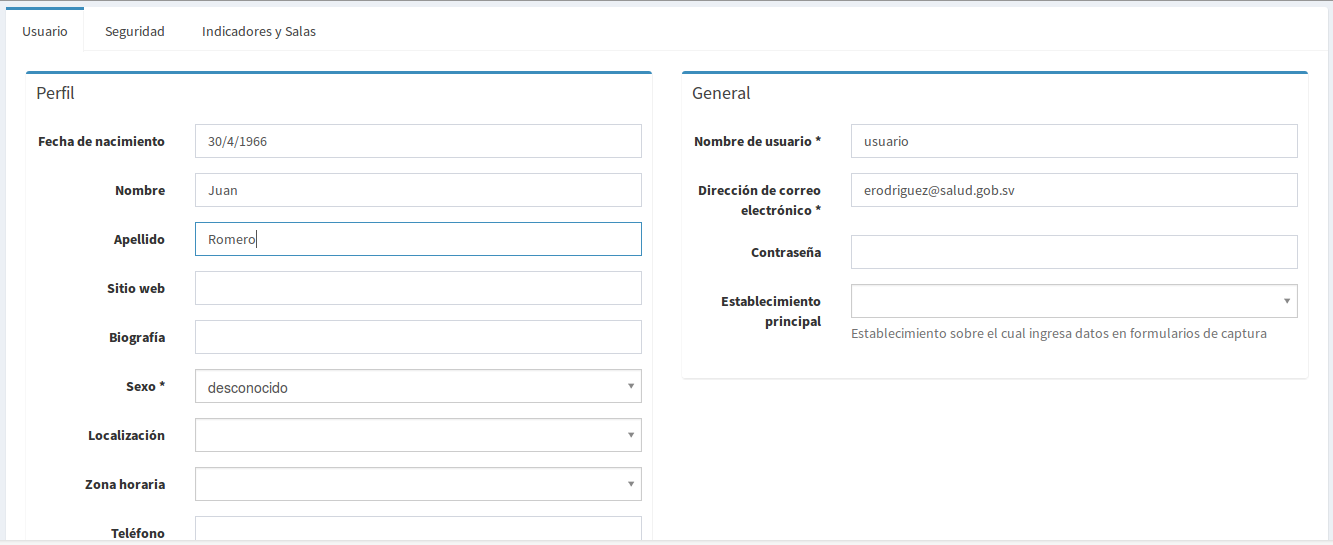 Usuario Seguridad Indicadores y Salas
Perfil
Fecha de nacimiento 30/4/1966
Nombre Juan
Apellido Romero
Sitio web
Biografía
Sexo * desconocido
Localización
Zona horaria
Teléfono
General
Nombre de usuario * usuario
Dirección de correo erodriguez@salud.gob.sv
electrónico *
Contraseña
Establecimiento
principal
Establecimiento sobre el cual ingresa datos en formularios de captura